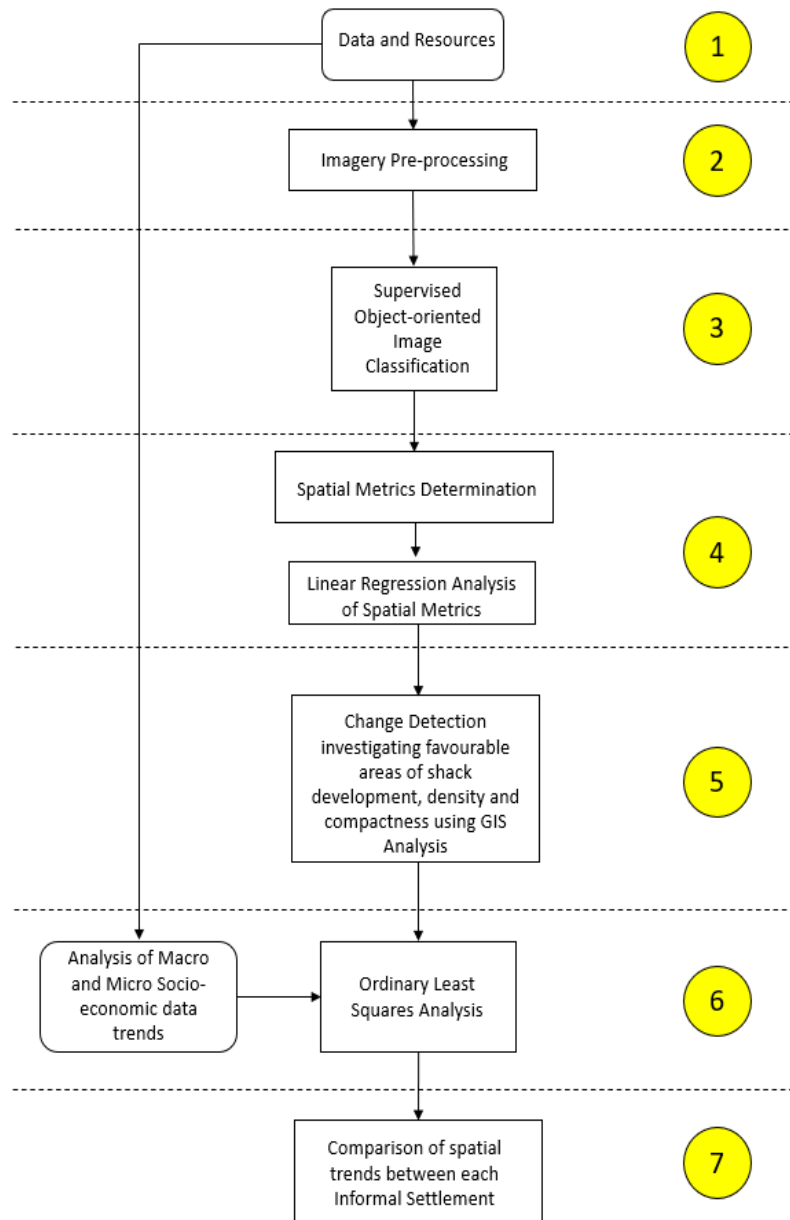 Data and Resources
1
Imagery Pre-processing
2
Supervised
Object-oriented
Image
Classification
3
Spatial Metrics Determination
Linear Regression Analysis
of Spatial Metrics
4
Change Detection
investigating favourable
areas of shack
development, density and
compactness using GIS
Analysis
5
Analysis of Macro
and Micro Socio-
economic data
trends
Ordinary Least
Squares Analysis
6
Comparison of spatial
trends between each
Informal Settlement
7